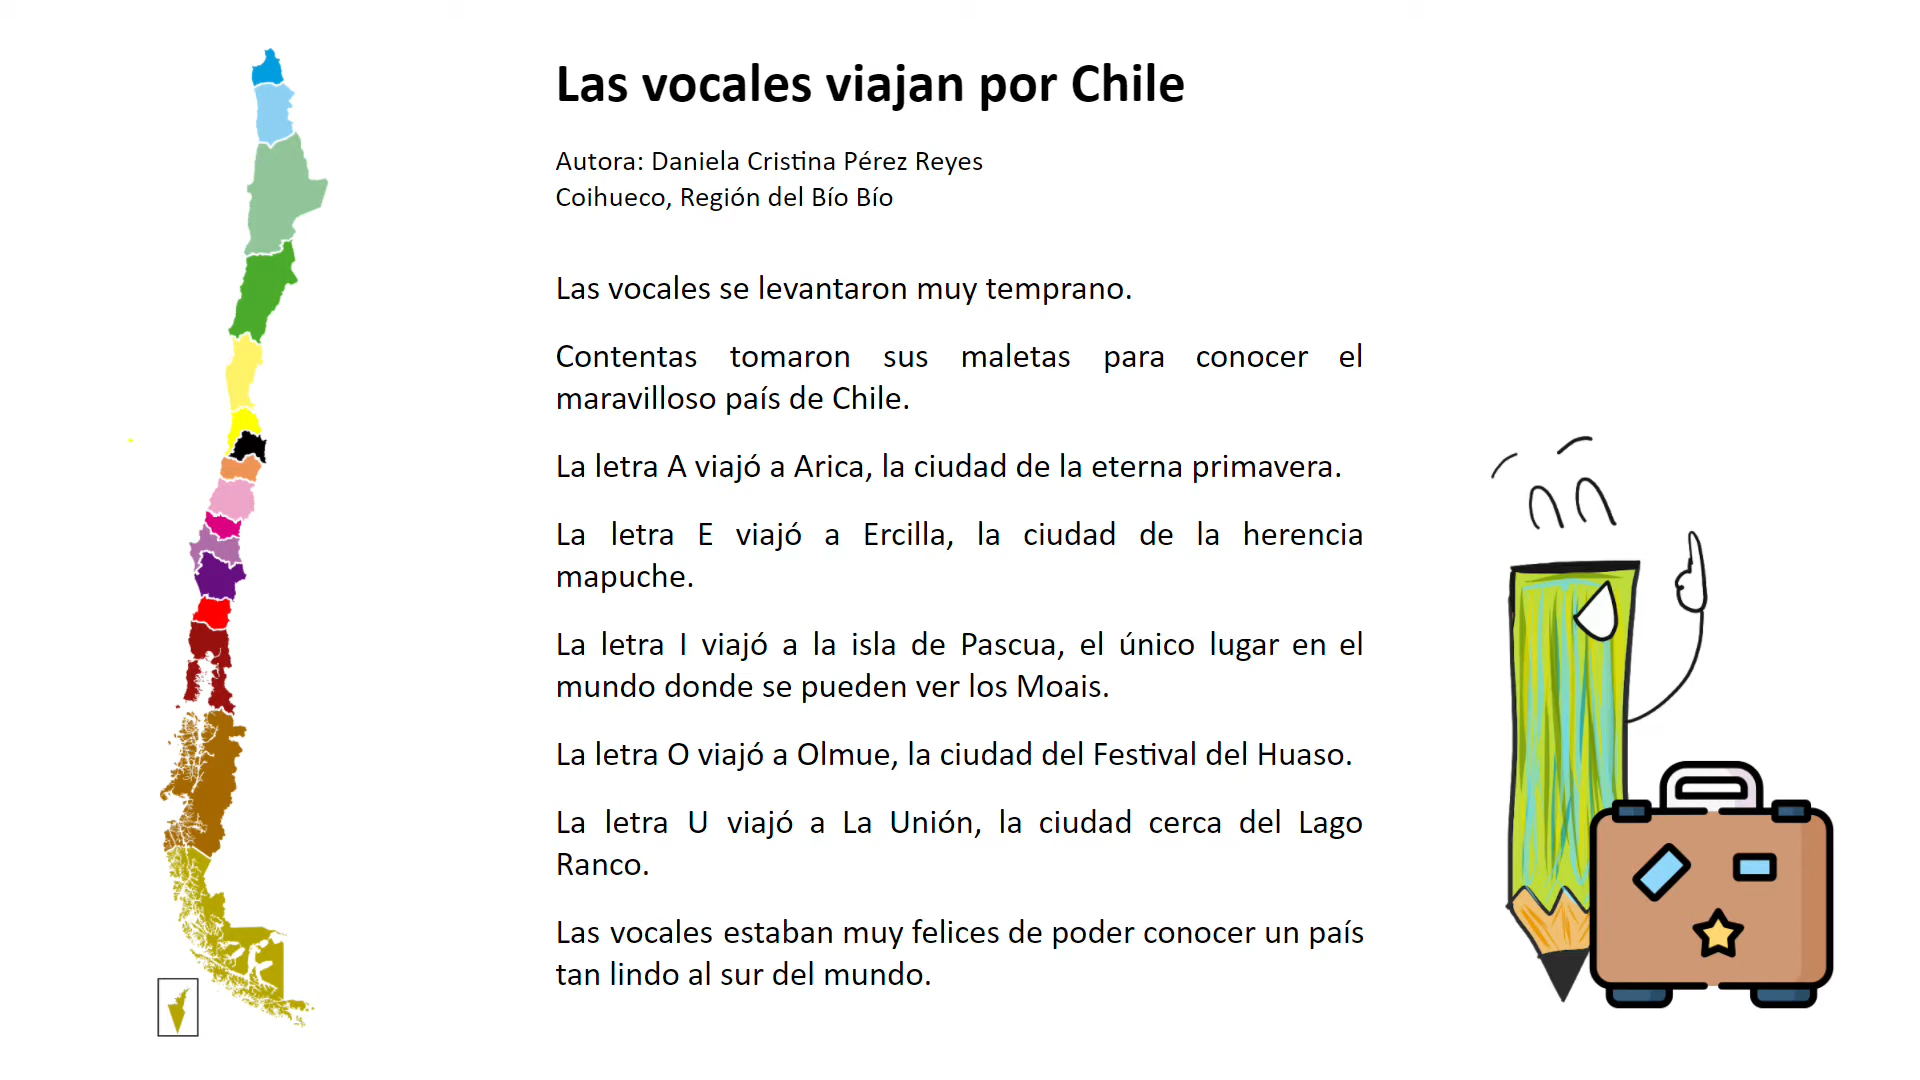 Las vocales viajan por Chile
Autora: Daniela Cristina Pérez Reyes
Coihueco, Región del Bío Bío
Las vocales se levantaron muy temprano.
Contentas tomaron sus maletas para conocer el
maravilloso país de Chile.
La letra A viajó a Arica, la ciudad de la eterna primavera.
La letra E viajó a Ercilla, la ciudad de la herencia
mapuche.
La letra I viajó a la isla de Pascua, el único lugar en el
mundo donde se pueden ver los Moais.
La letra O viajó a Olmue, la ciudad del Festival del Huaso.
La letra U viajó a La Unión, la ciudad cerca del Lago
Ranco.
Las vocales estaban muy felices de poder conocer un país
tan lindo al sur del mundo.